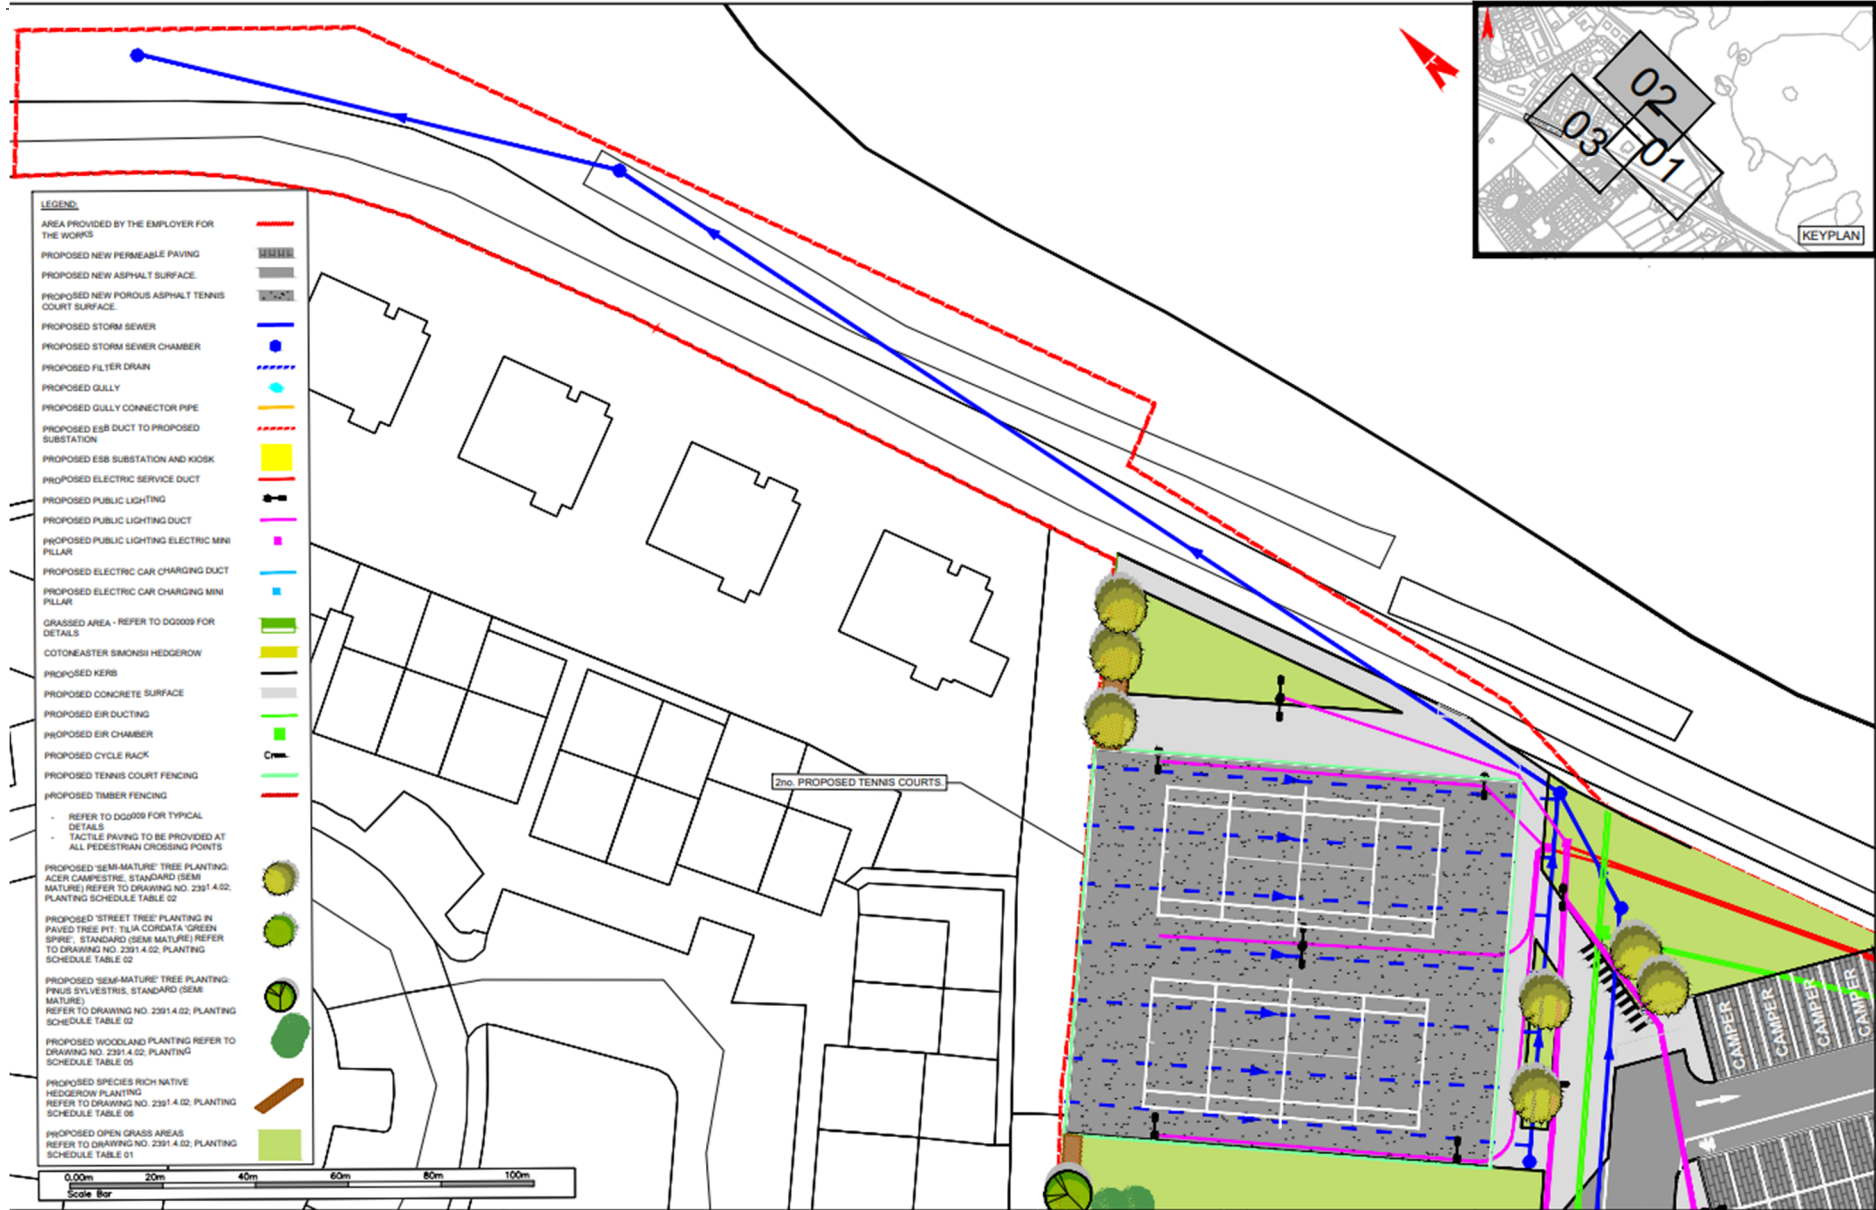 LEGEND:
AREA PROVIDED BY THE EMPLOYER FOR
THE WORKS
PROPOSED NEW PERMEABLE PAVING
PROPOSED NEW ASPHALT SURFACE.
PROPOSED NEW POROUS ASPHALT TENNIS
COURT SURFACE.
PROPOSED STORM SEWER
PROPOSED STORM SEWER CHAMBER
PROPOSED FILTER DRAIN
PROPOSED GULLY
PROPOSED GULLY CONNECTOR PIPE
PROPOSED ESB DUCT TO PROPOSED
SUBSTATION
PROPOSED ESB SUBSTATION AND KIOSK
PROPOSED ELECTRIC SERVICE DUCT
PROPOSED PUBLIC LIGHTING
PROPOSED PUBLIC LIGHTING DUCT
PROPOSED PUBLIC LIGHTING ELECTRIC MINI
PILLAR
PROPOSED ELECTRIC CAR CHARGING DUCT
PROPOSED ELECTRIC CAR CHARGING MINI
PILLAR
GRASSED AREA - REFER TO DG0009 FOR
DETAILS
COTONEASTER SIMONSII HEDGEROW
PROPOSED KERB
PROPOSED CONCRETE SURFACE
PROPOSED EIR DUCTING
PROPOSED EIR CHAMBER
PROPOSED CYCLE RACK
PROPOSED TENNIS COURT FENCING
PROPOSED TIMBER FENCING
- REFER TO DG0009 FOR TYPICAL
DETAILS
- TACTILE PAVING TO BE PROVIDED AT
ALL PEDESTRIAN CROSSING POINTS
PROPOSED 'SEMI-MATURE' TREE PLANTING:
ACER CAMPESTRE, STANDARD (SEMI
MATURE) REFER TO DRAWING NO. 2391.4.02;
PLANTING SCHEDULE TABLE 02
PROPOSED 'STREET TREE' PLANTING IN
PAVED TREE PIT: TILIA CORDATA 'GREEN
SPIRE', STANDARD (SEMI MATURE) REFER
TO DRAWING NO. 2391.4.02; PLANTING
SCHEDULE TABLE 02
PROPOSED 'SEMI-MATURE' TREE PLANTING:
PINUS SYLVESTRIS, STANDARD (SEMI
MATURE)
REFER TO DRAWING NO. 2391.4.02; PLANTING
SCHEDULE TABLE 02
PROPOSED WOODLAND PLANTING REFER TO
DRAWING NO. 2391.4.02; PLANTING
SCHEDULE TABLE 05
PROPOSED SPECIES RICH NATIVE
HEDGEROW PLANTING
REFER TO DRAWING NO. 2391.4.02; PLANTING
SCHEDULE TABLE 06
PROPOSED OPEN GRASS AREAS
REFER TO DRAWING NO. 2391.4.02; PLANTING
SCHEDULE TABLE 01
0.00m 20m 40m 60m 80m 100m
Scale Bar
2no. PROPOSED TENNIS COURTS.
N
02
03
01
KEYPLAN
CAMPER
CAMPER
CAMPER
CAMPER